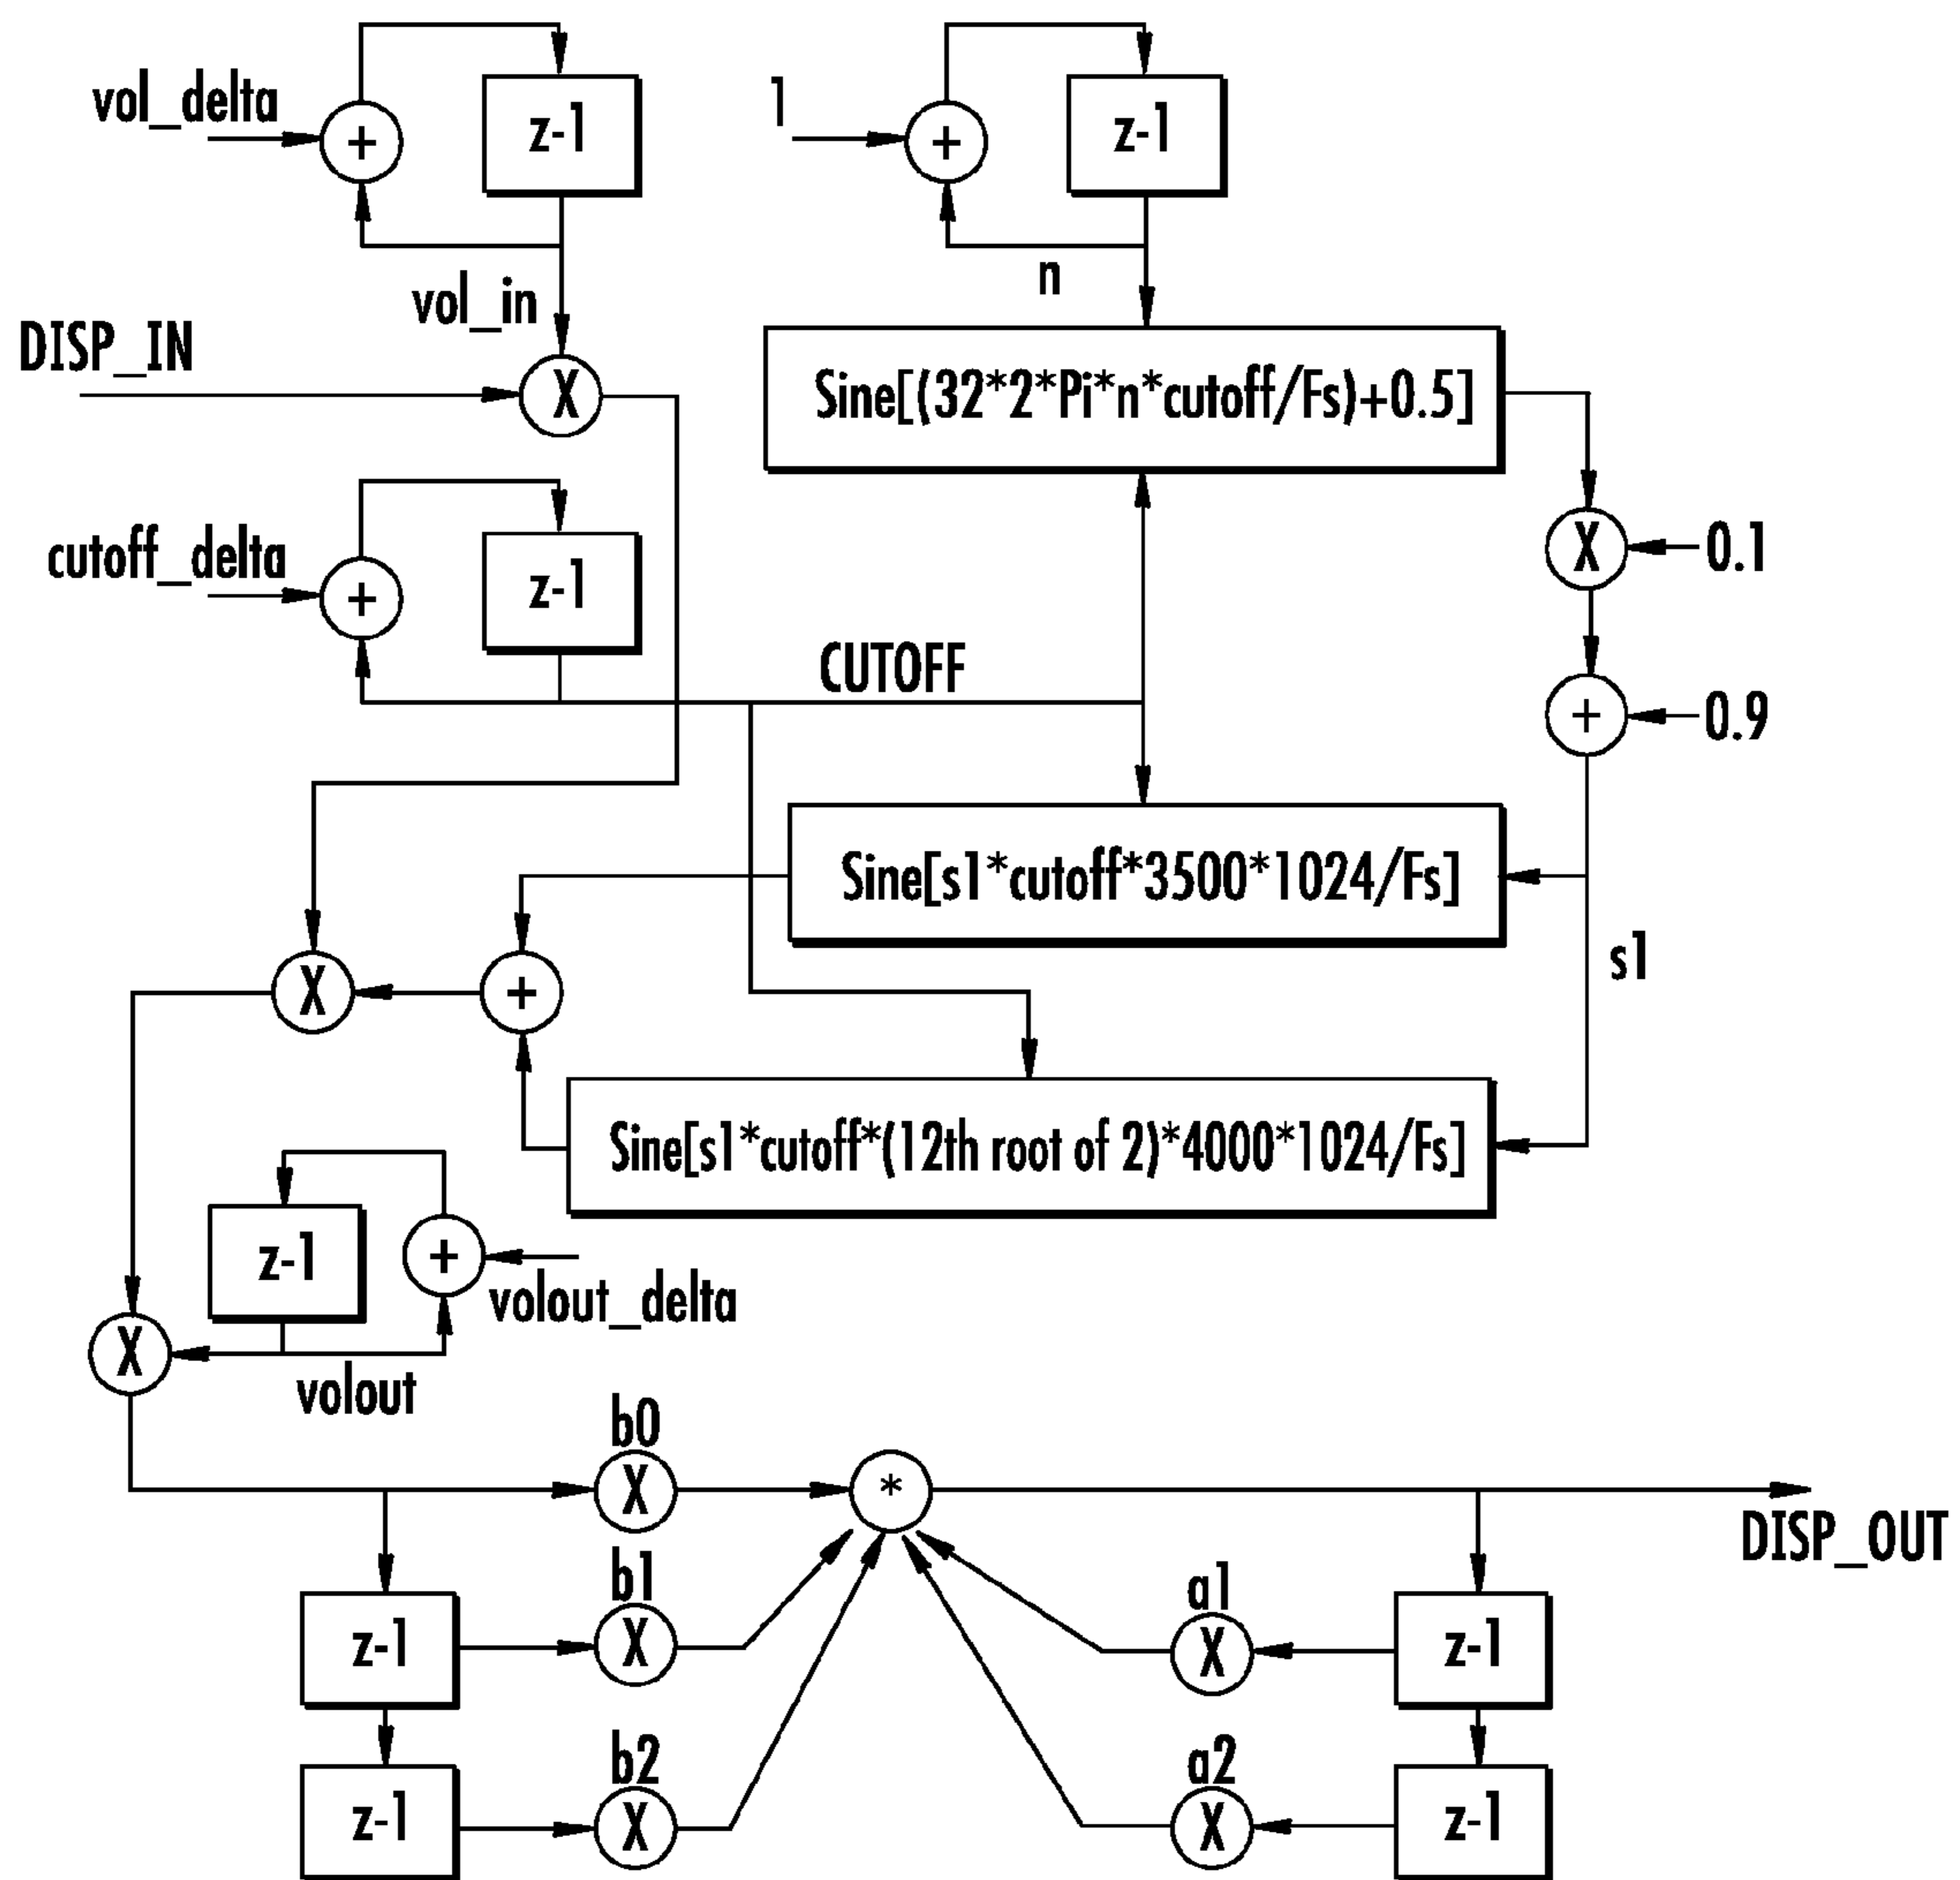 vol_delta
+
z-1
1
+
z-1
vol_in
n
DISP_IN
X
Sine[(32*2*Pi*n*cutoff/Fs)+0.5]
cutoff_delta
+
z-1
X
0.1
CUTOFF
+
0.9
Sine[s1*cutoff*3500*1024/Fs]
s1
X
+
Sine[s1*cutoff*(12th root of 2)*4000*1024/Fs]
z-1
+
volout_delta
X
volout
b0
X
*
DISP_OUT
b1
a1
z-1
X
X
z-1
b2
a2
z-1
X
X
z-1